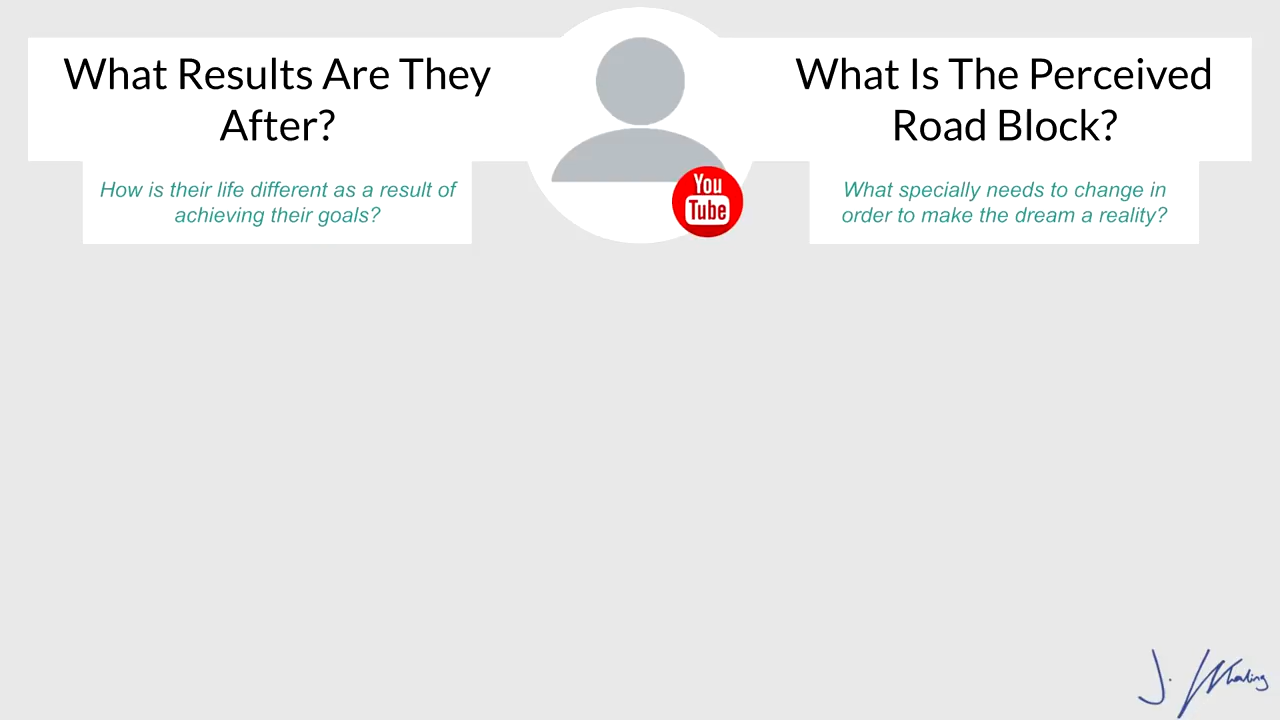 What Results Are They
After?
How is their life different as a result of
achieving their goals?
You
Tube
What Is The Perceived
Road Block?
What specially needs to change in
order to make the dream a reality?
J.